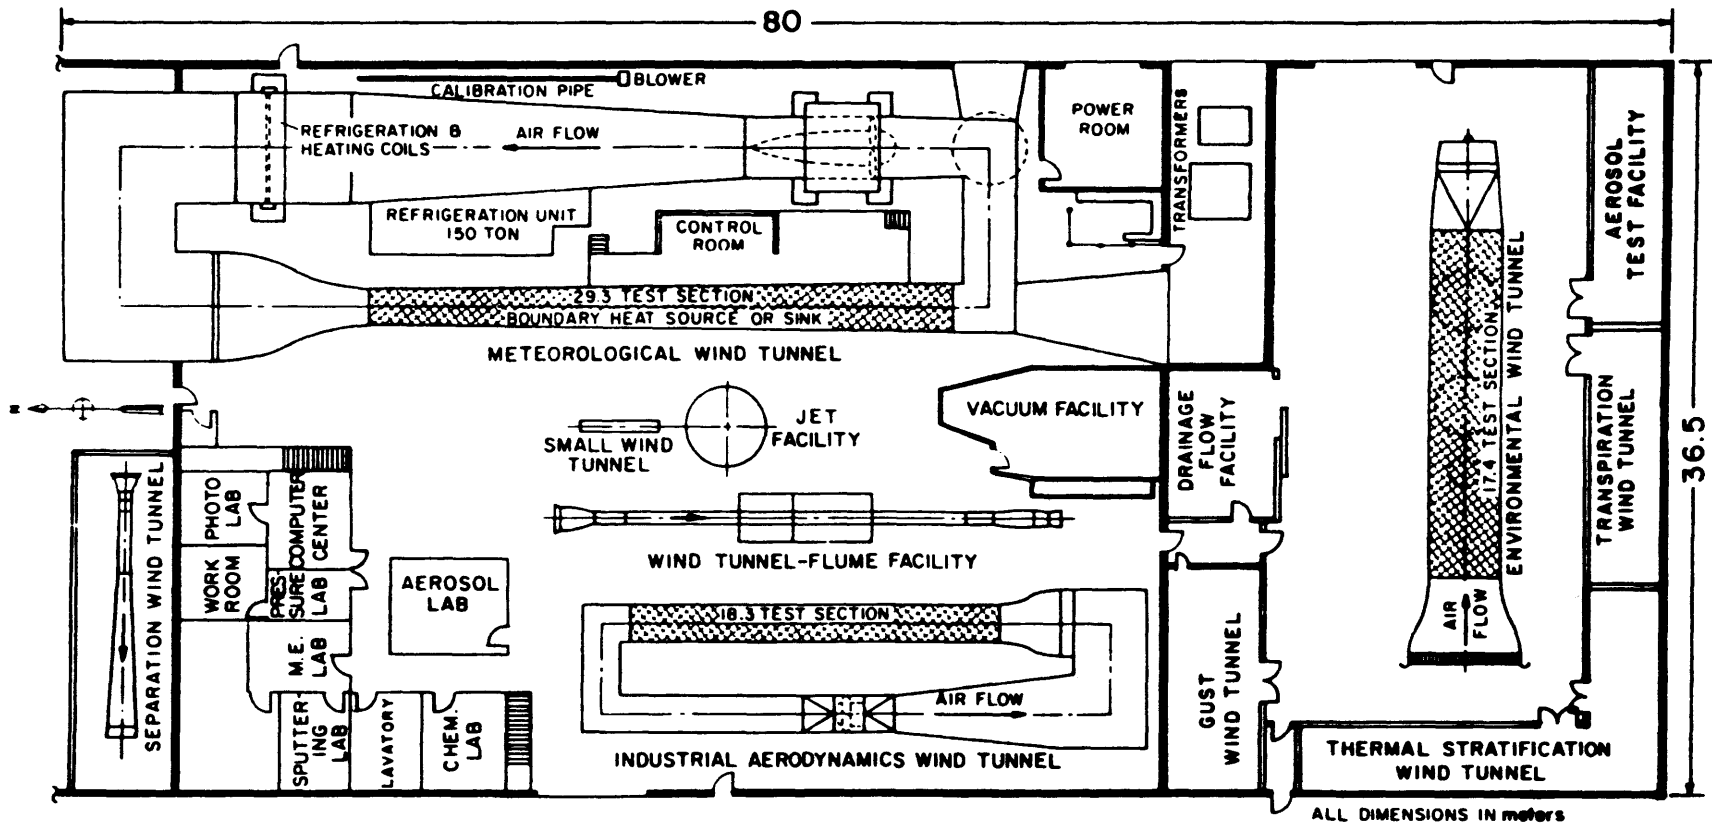 80
BLOWER
CALIBRATION PIPE
REFRIGERATION &
HEATING COILS
AIR FLOW
POWER
ROOM
TRANSFORMERS
AEROSOL
TEST FACILITY
REFRIGERATION UNIT
150 TON
CONTROL
ROOM
29.3 TEST SECTION
BOUNDARY HEAT SOURCE OR SINK
METEOROLOGICAL WIND TUNNEL
17.4 TEST SECTION
ENVIRONMENTAL WIND TUNNEL
AIR
FLOW
TRANSPIRATION
WIND TUNNEL
36.5
N
SMALL WIND
TUNNEL
JET
FACILITY
VACUUM FACILITY
DRAINAGE
FLOW
FACILITY
SEPARATION WIND TUNNEL
PHOTO
LAB
COMPUTER
CENTER
WORK
ROOM
PRES-
SURE
LAB
AEROSOL
LAB
WIND TUNNEL-FLUME FACILITY
M.E.
LAB
18.3 TEST SECTION
AIR FLOW
INDUSTRIAL AERODYNAMICS WIND TUNNEL
GUST
WIND TUNNEL
SPUTTER-
ING
LAB
LAVATORY
CHEM.
LAB
THERMAL STRATIFICATION
WIND TUNNEL
ALL DIMENSIONS IN meters